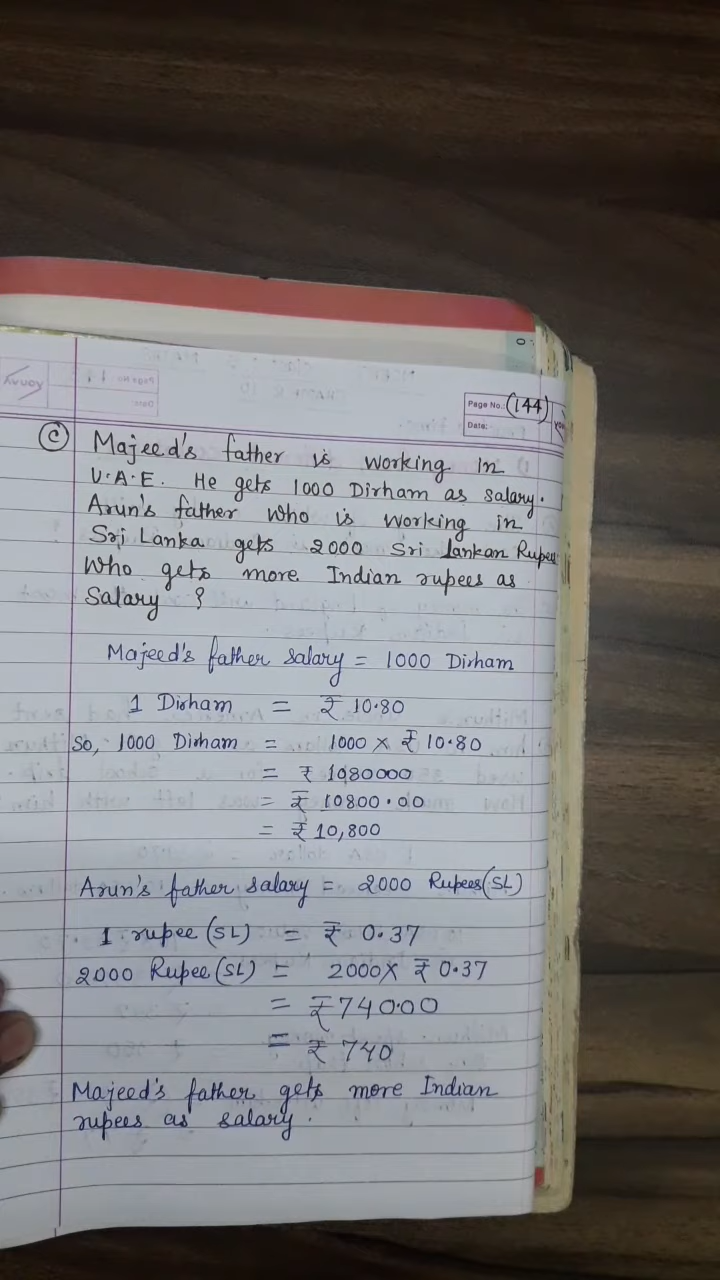 Page No. 144
Date:
(C) Majeed's father is working in
U.A.E. He gets 1000 Dirham as salary.
Arun's father who is working in
Sri Lanka gets 2000 Sri lankan Rupees
Who gets more Indian rupees as
Salary ?
Majeed's father salary = 1000 Dirham
1 Dirham = ₹ 10.80
So, 1000 Dirham = 1000 × ₹ 10.80
= ₹ 1080000
= ₹ 10800.00
= ₹ 10,800
Arun's father salary = 2000 Rupees(SL)
1 rupee (SL) = ₹ 0.37
2000 Rupee (SL) = 2000× ₹ 0.37
= ₹740.00
= ₹ 740
Majeed's father gets more Indian
rupees as salary.